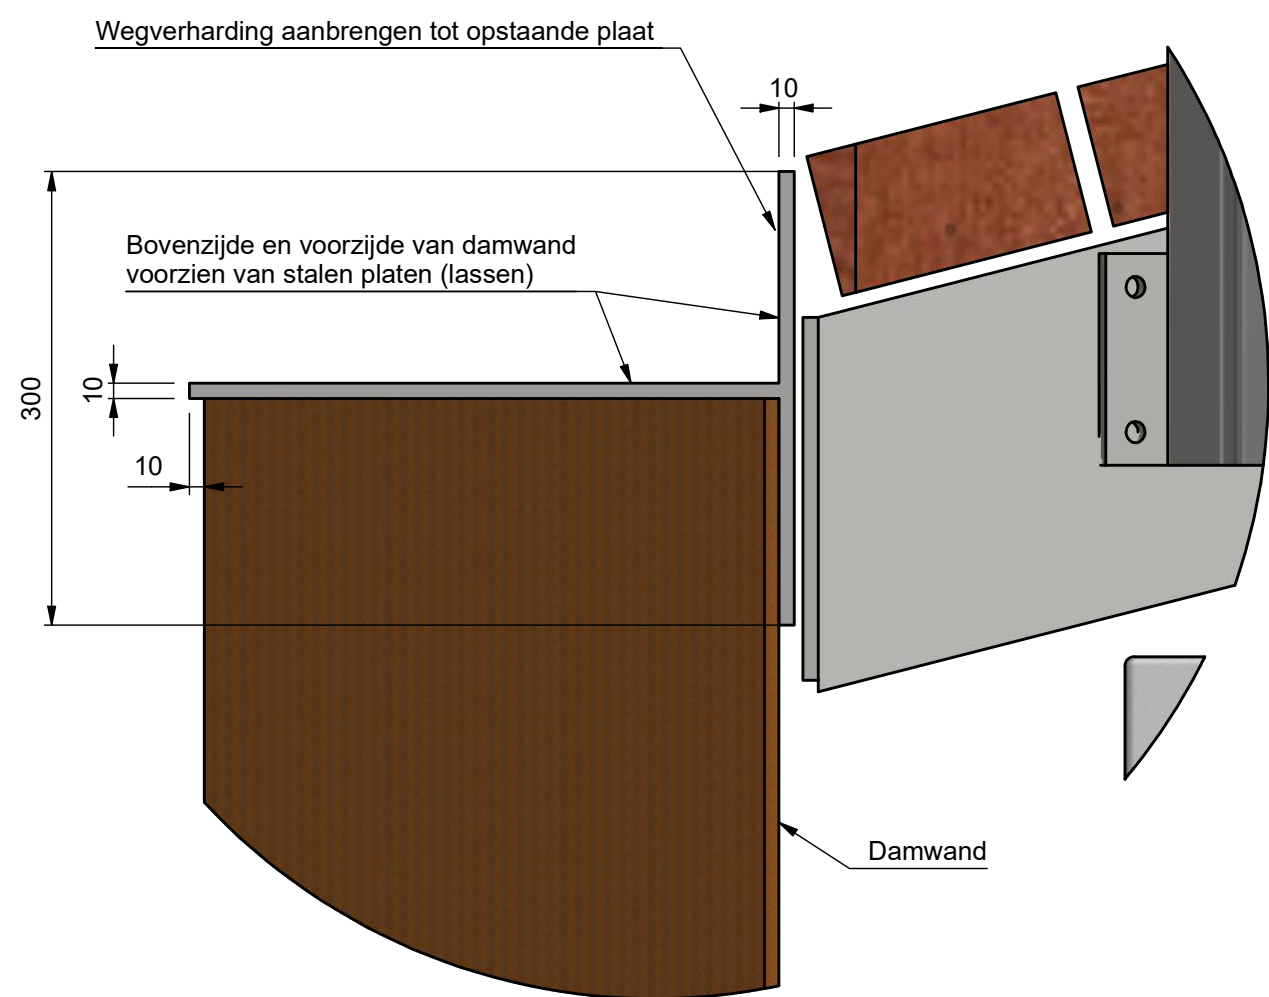 Wegverharding aanbrengen tot opstaande plaat
10
Bovenzijde en voorzijde van damwand
voorzien van stalen platen (lassen)
300
10
10
Damwand